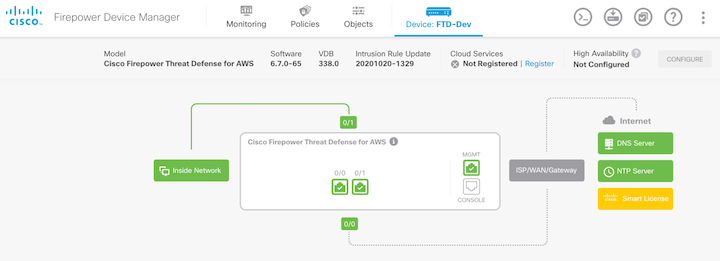 CISCO
Firepower Device Manager
Monitoring
Policies
Objects
Device: FTD-Dev
Model
Cisco Firepower Threat Defense for AWS
Software
6.7.0-65
VDB
338.0
Intrusion Rule Update
20201020-1329
Cloud Services
Not Registered | Register
High Availability ?
Not Configured
CONFIGURE
0/1
Internet
Cisco Firepower Threat Defense for AWS
DNS Server
MGMT
Inside Network
0/0 0/1
ISP/WAN/Gateway
NTP Server
CONSOLE
Smart License
0/0